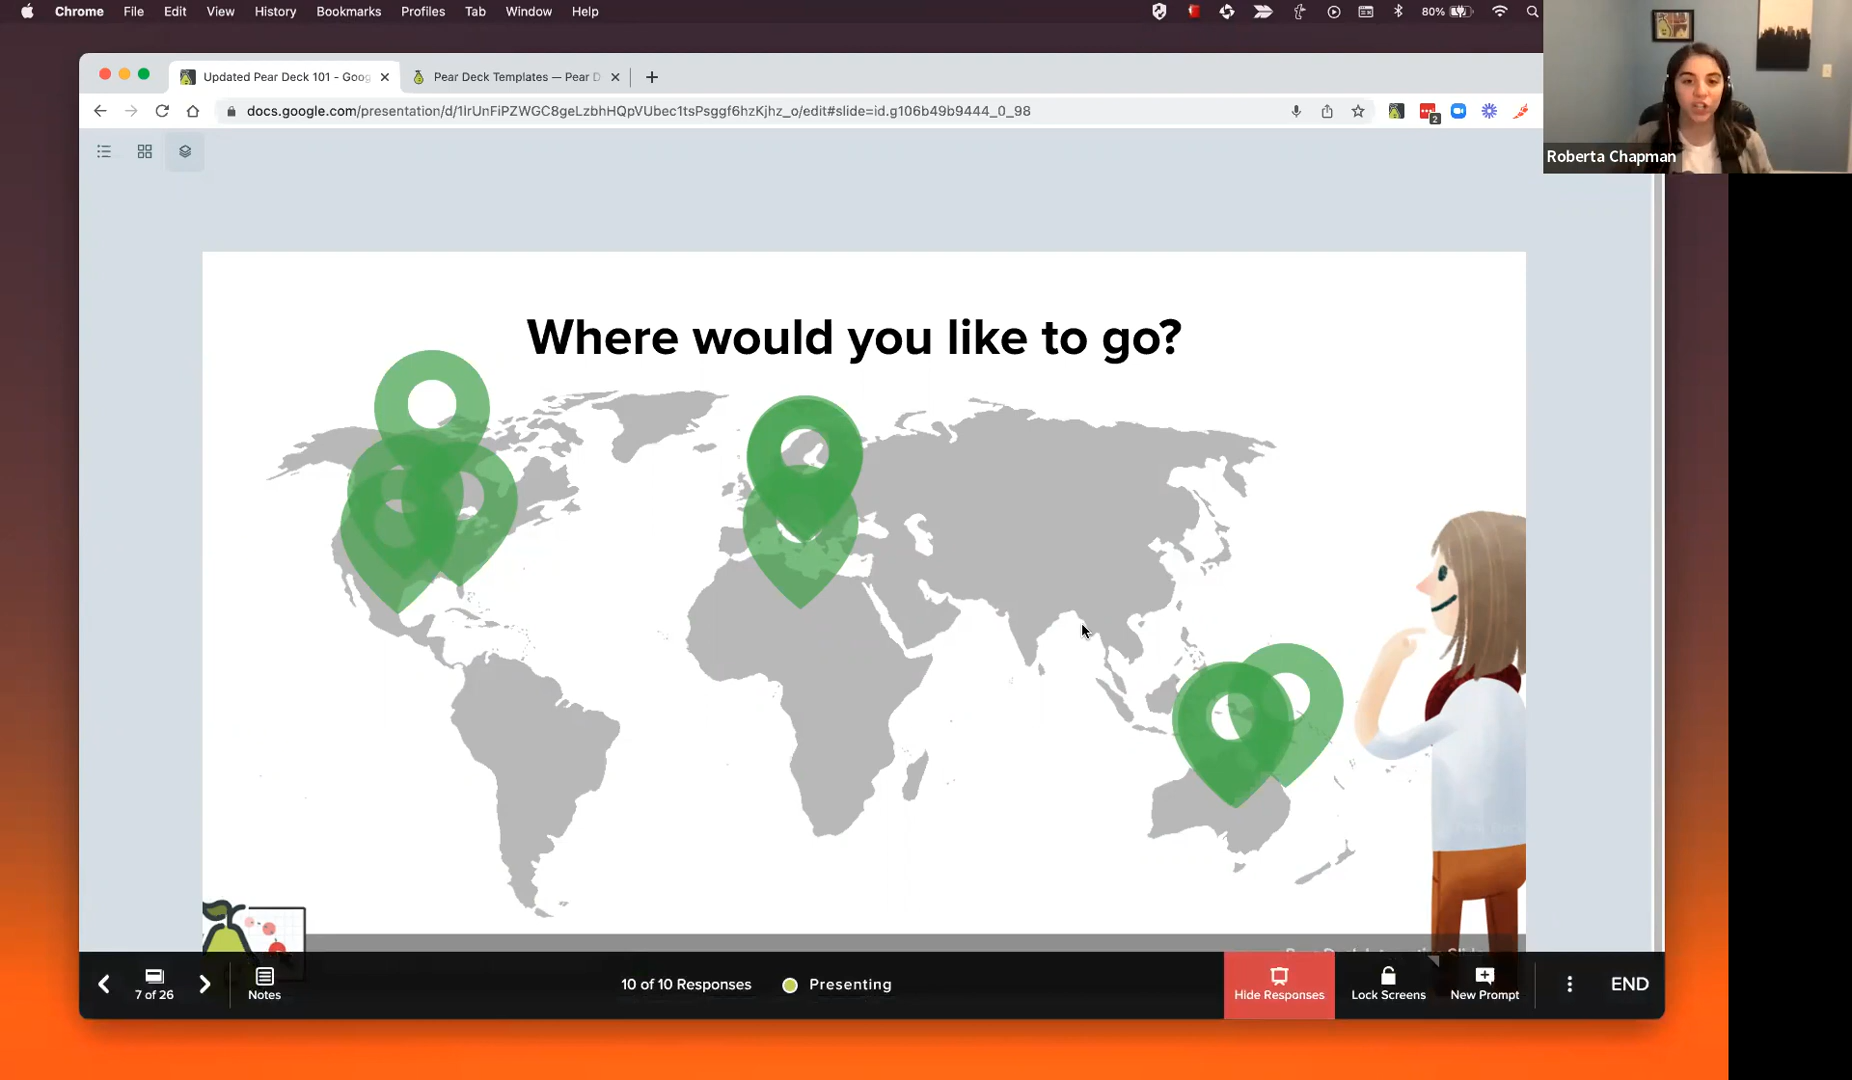 Chrome File Edit View History Bookmarks Profiles Tab Window Help
80%
Updated Pear Deck 101 - Goog
Pear Deck Templates — Pear D
docs.google.com/presentation/d/1IrUnFiPZWGC8geLzbhHQpVUbec1tsPsggf6hzKjhz_o/edit#slide=id.g106b49b9444_0_98
2
Roberta Chapman
Where would you like to go?
7 of 26
Notes
10 of 10 Responses
Presenting
Hide Responses
Lock Screens
New Prompt
END